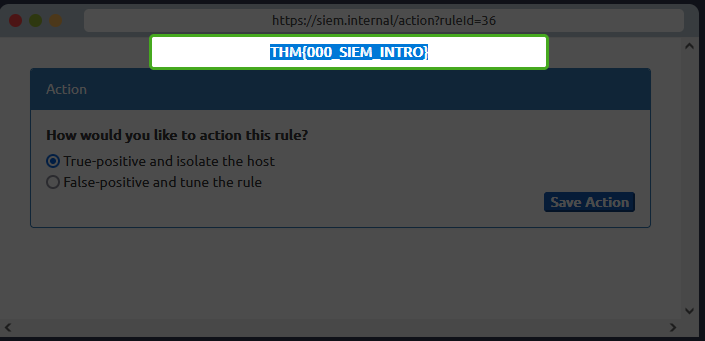 https://siem.internal/action?ruleId=36
THM{000_SIEM_INTRO}
Action
How would you like to action this rule?
True-positive and isolate the host
False-positive and tune the rule
Save Action